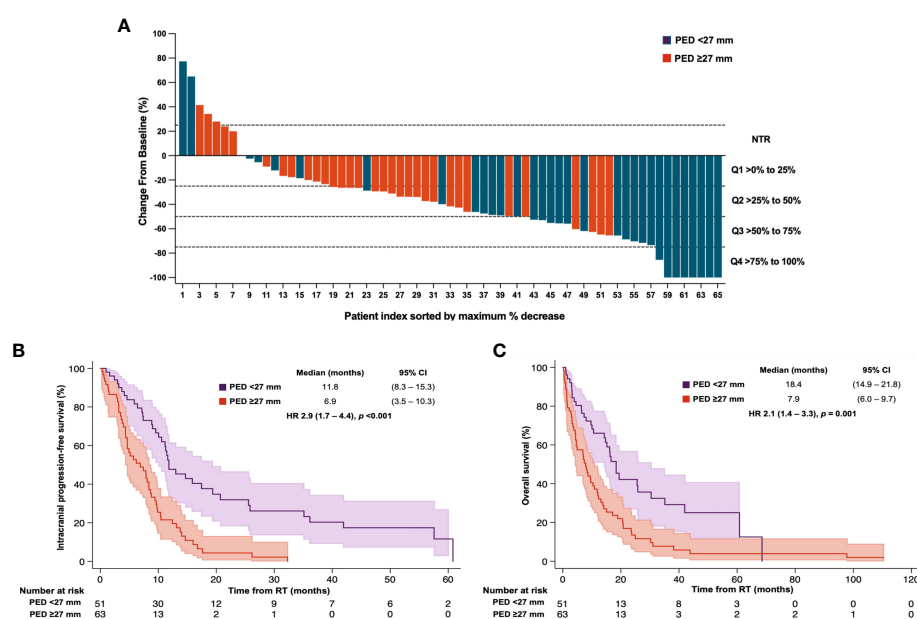 A
PED <27 mm
PED ≥27 mm
Change From Baseline (%)
100
80
60
40
20
0
-20
-40
-60
-80
-100
NTR
Q1 >0% to 25%
Q2 >25% to 50%
Q3 >50% to 75%
Q4 >75% to 100%
1 3 5 7 9 11 13 15 17 19 21 23 25 27 29 31 33 35 37 39 41 43 45 47 49 51 53 55 57 59 61 63 65
Patient index sorted by maximum % decrease
B
Intracranial progression-free survival (%)
100
80
60
40
20
0
Median (months) 95% CI
PED <27 mm 11.8 (8.3 – 15.3)
PED ≥27 mm 6.9 (3.5 – 10.3)
HR 2.9 (1.7 – 4.4), p <0.001
0 10 20 30 40 50 60
Number at risk Time from RT (months)
PED <27 mm 51 30 12 9 7 6 2
PED ≥27 mm 63 13 2 1 0 0 0
C
Overall survival (%)
100
80
60
40
20
0
Median (months) 95% CI
PED <27 mm 18.4 (14.9 – 21.8)
PED ≥27 mm 7.9 (6.0 – 9.7)
HR 2.1 (1.4 – 3.3), p = 0.001
0 20 40 60 80 100 120
Number at risk Time from RT (months)
PED <27 mm 51 13 8 3 0 0 0
PED ≥27 mm 63 13 3 2 2 1 0